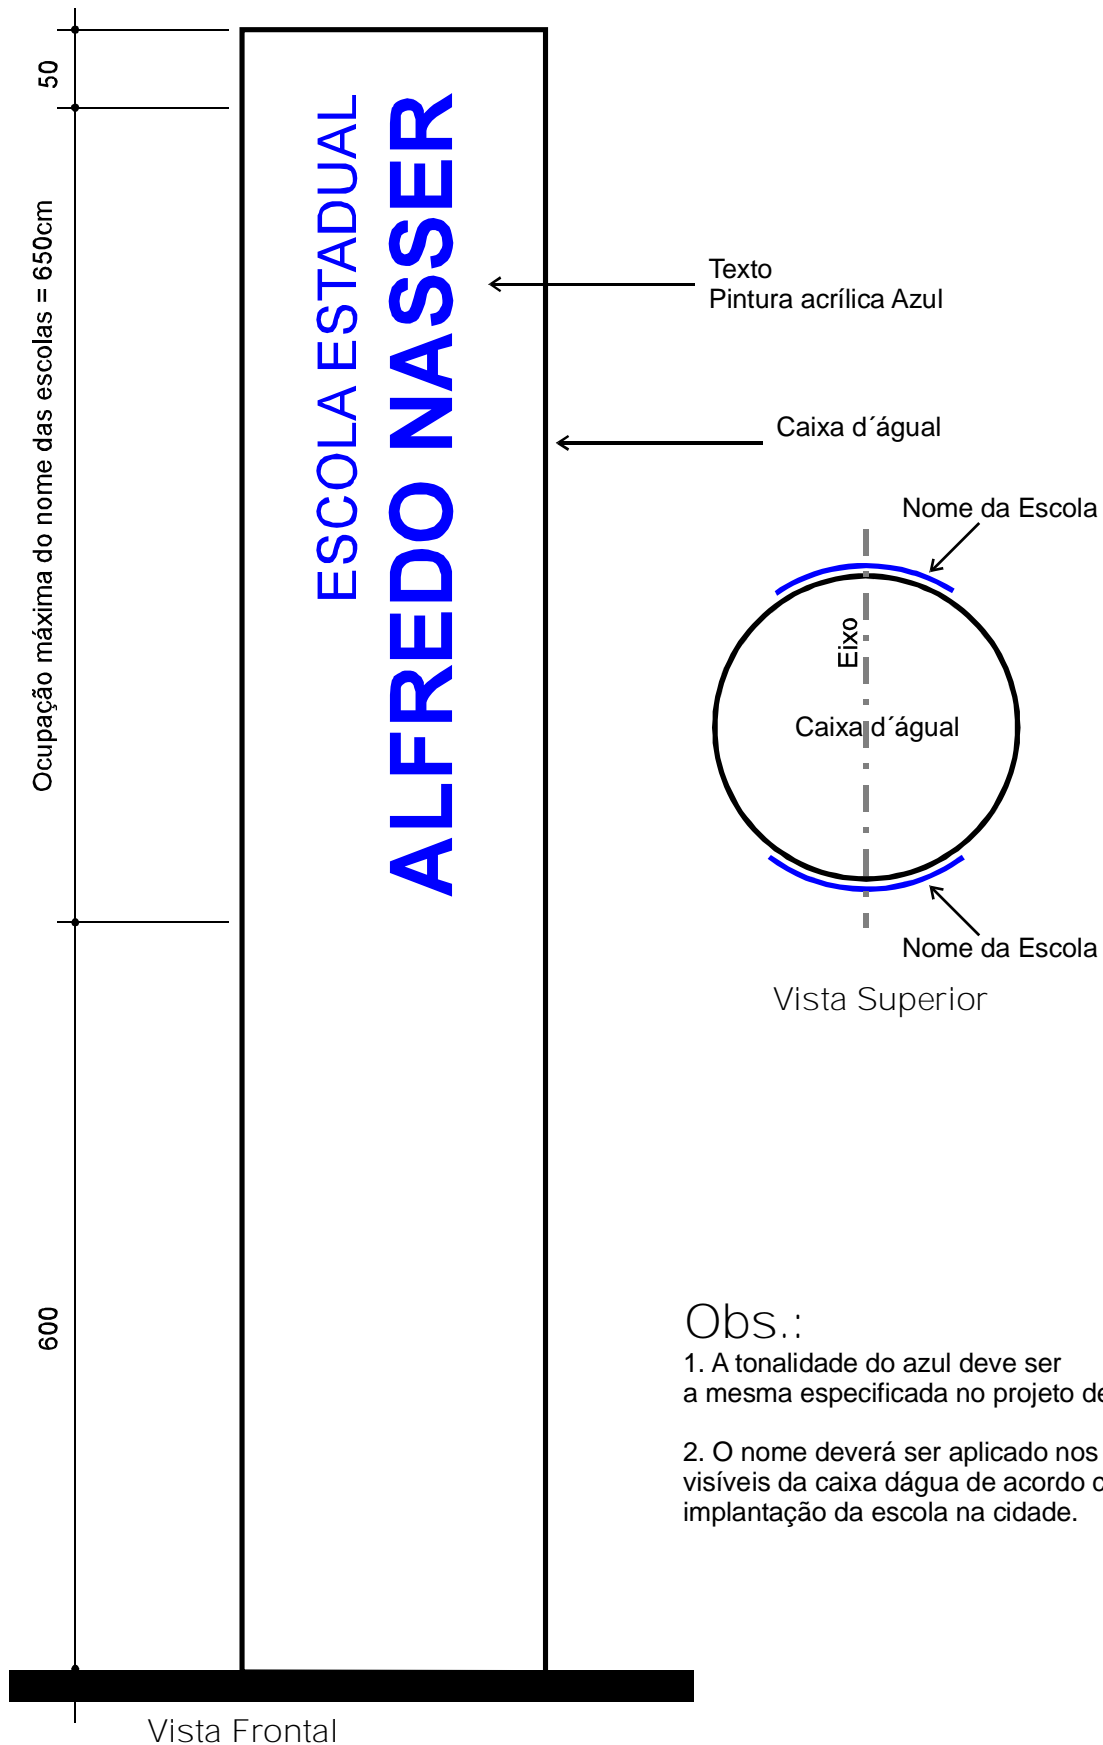 50
Ocupação máxima do nome das escolas = 650cm
600
ESCOLA ESTADUAL
ALFREDO NASSER
Texto
Pintura acrílica Azul
Caixa d´águal
Nome da Escola
Eixo
Caixa d´águal
Nome da Escola
Vista Superior
Obs.:
1. A tonalidade do azul deve ser
a mesma especificada no projeto de
2. O nome deverá ser aplicado nos
visíveis da caixa dágua de acordo
implantação da escola na cidade.
Vista Frontal